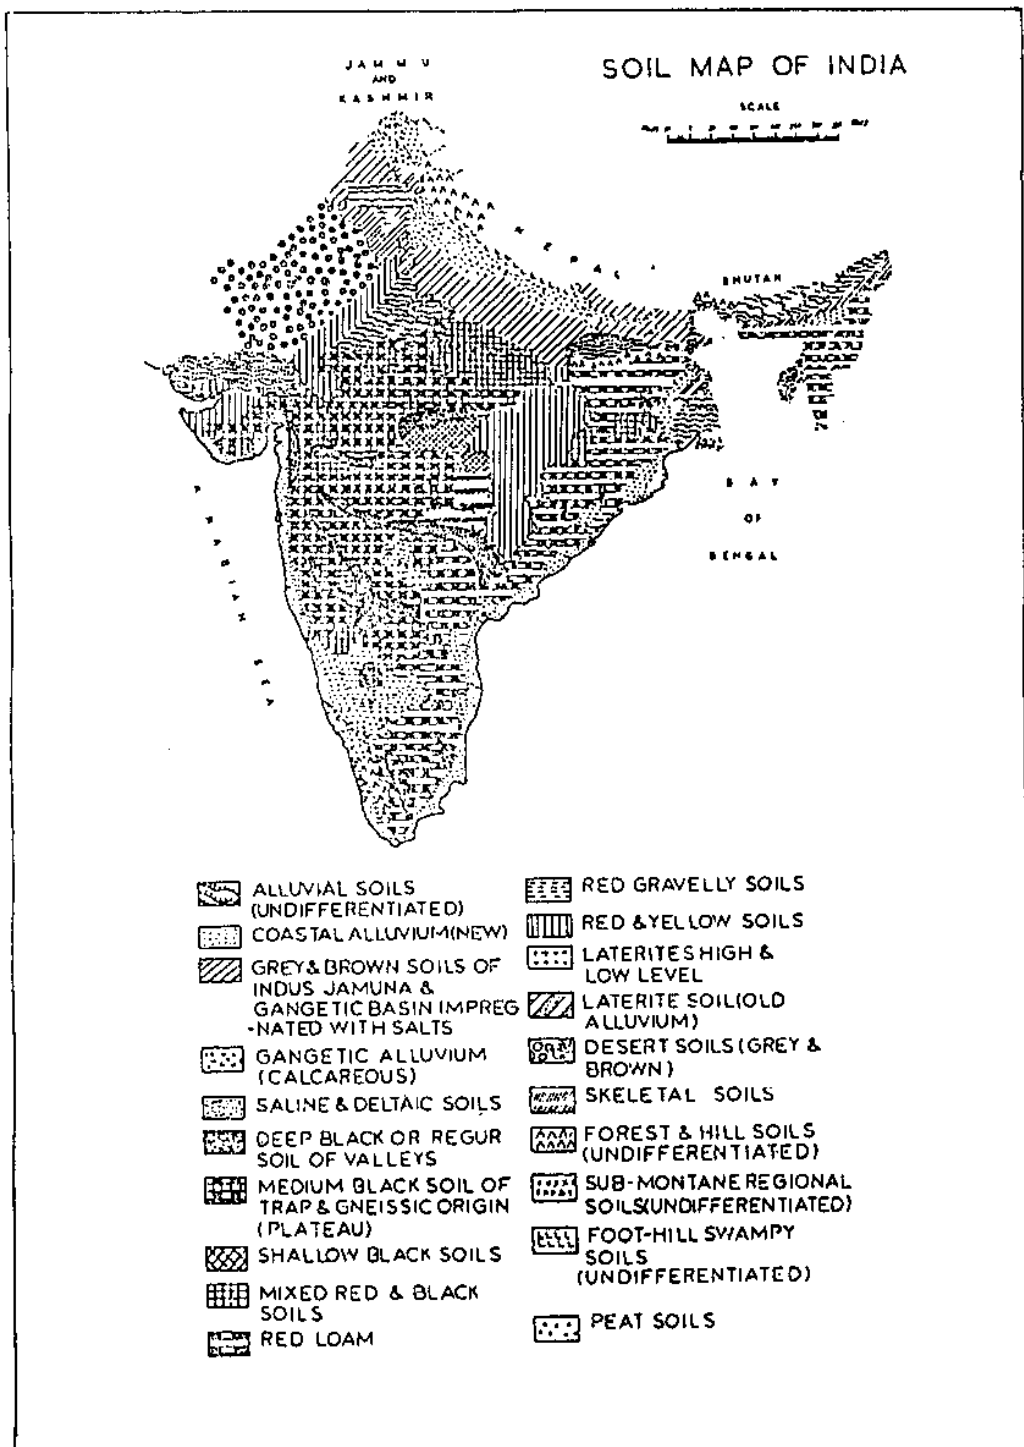 SOIL MAP OF INDIA
SCALE
JAMMU
AND
KASHMIR
NEPAL
BHUTAN
ARABIAN SEA
BAY
OF
BENGAL
ALLUVIAL SOILS
(UNDIFFERENTIATED)
COASTAL ALLUVIUM(NEW)
GREY & BROWN SOILS OF
INDUS JAMUNA &
GANGETIC BASIN IMPREG
-NATED WITH SALTS
GANGETIC ALLUVIUM
(CALCAREOUS)
SALINE & DELTAIC SOILS
DEEP BLACK OR REGUR
SOIL OF VALLEYS
MEDIUM BLACK SOIL OF
TRAP & GNEISSIC ORIGIN
(PLATEAU)
SHALLOW BLACK SOILS
MIXED RED & BLACK
SOILS
RED LOAM
RED GRAVELLY SOILS
RED & YELLOW SOILS
LATERITES HIGH &
LOW LEVEL
LATERITE SOIL(OLD
ALLUVIUM)
DESERT SOILS (GREY &
BROWN)
SKELETAL SOILS
FOREST & HILL SOILS
(UNDIFFERENTIATED)
SUB-MONTANE REGIONAL
SOILS(UNDIFFERENTIATED)
FOOT-HILL SWAMPY
SOILS
(UNDIFFERENTIATED)
PEAT SOILS